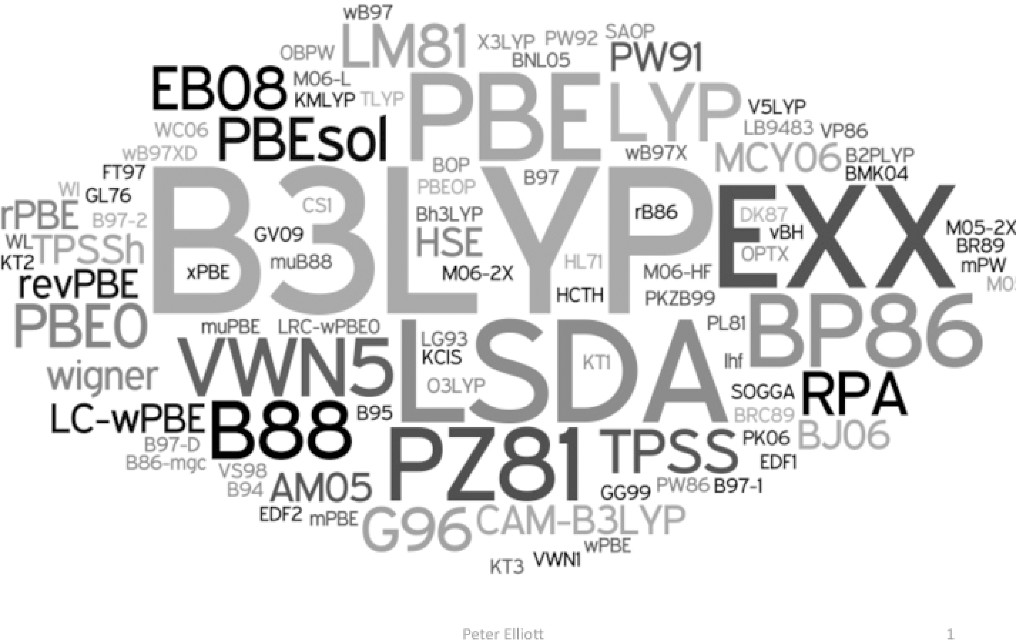 wB97
LM81
OBPW
X3LYP
PW92
SAOP
BNL05
PW91
EB08
M06-L
KMLYP
TLYP
PBE
LYP
V5LYP
WC06
PBEsol
LB9483
VP86
wB97XD
wB97X
MCY06
B2PLYP
BMK04
FT97
BOP
PBEOP
B97
B3LYP
EXX
WI
GL76
rPBE
B97-2
CS1
Bh3LYP
rB86
DK87
vBH
M05-2X
WL
TPSSh
GV09
HSE
OPTX
BR89
KT2
xPBE
muB88
M06-2X
HL71
M06-HF
mPW
revPBE
HCTH
PKZB99
PBE0
muPBE
LRC-wPBE0
PL81
BP86
VWN5
LG93
KCIS
LSDA
KT1
lhf
wigner
O3LYP
SOGGA
RPA
LC-wPBE
B88
B95
BRC89
B97-D
PZ81
TPSS
PK06
BJ06
B86-mgc
VS98
EDF1
B94
AM05
GG99
PW86
B97-1
EDF2
mPBE
G96
CAM-B3LYP
wPBE
KT3
VWN1
Peter Elliott
1